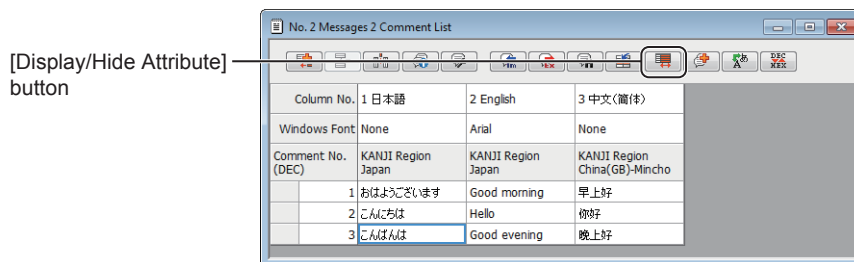 No. 2 Messages 2 Comment List
[Display/Hide Attribute]
button
DEC
HEX
Column No. 1 日本語 2 English 3 中文(简体)
Windows Font None Arial None
Comment No.
(DEC)
KANJI Region
Japan
KANJI Region
Japan
KANJI Region
China(GB)-Mincho
1 おはようございます Good morning 早上好
2 こんにちは Hello 你好
3 こんばんは Good evening 晚上好